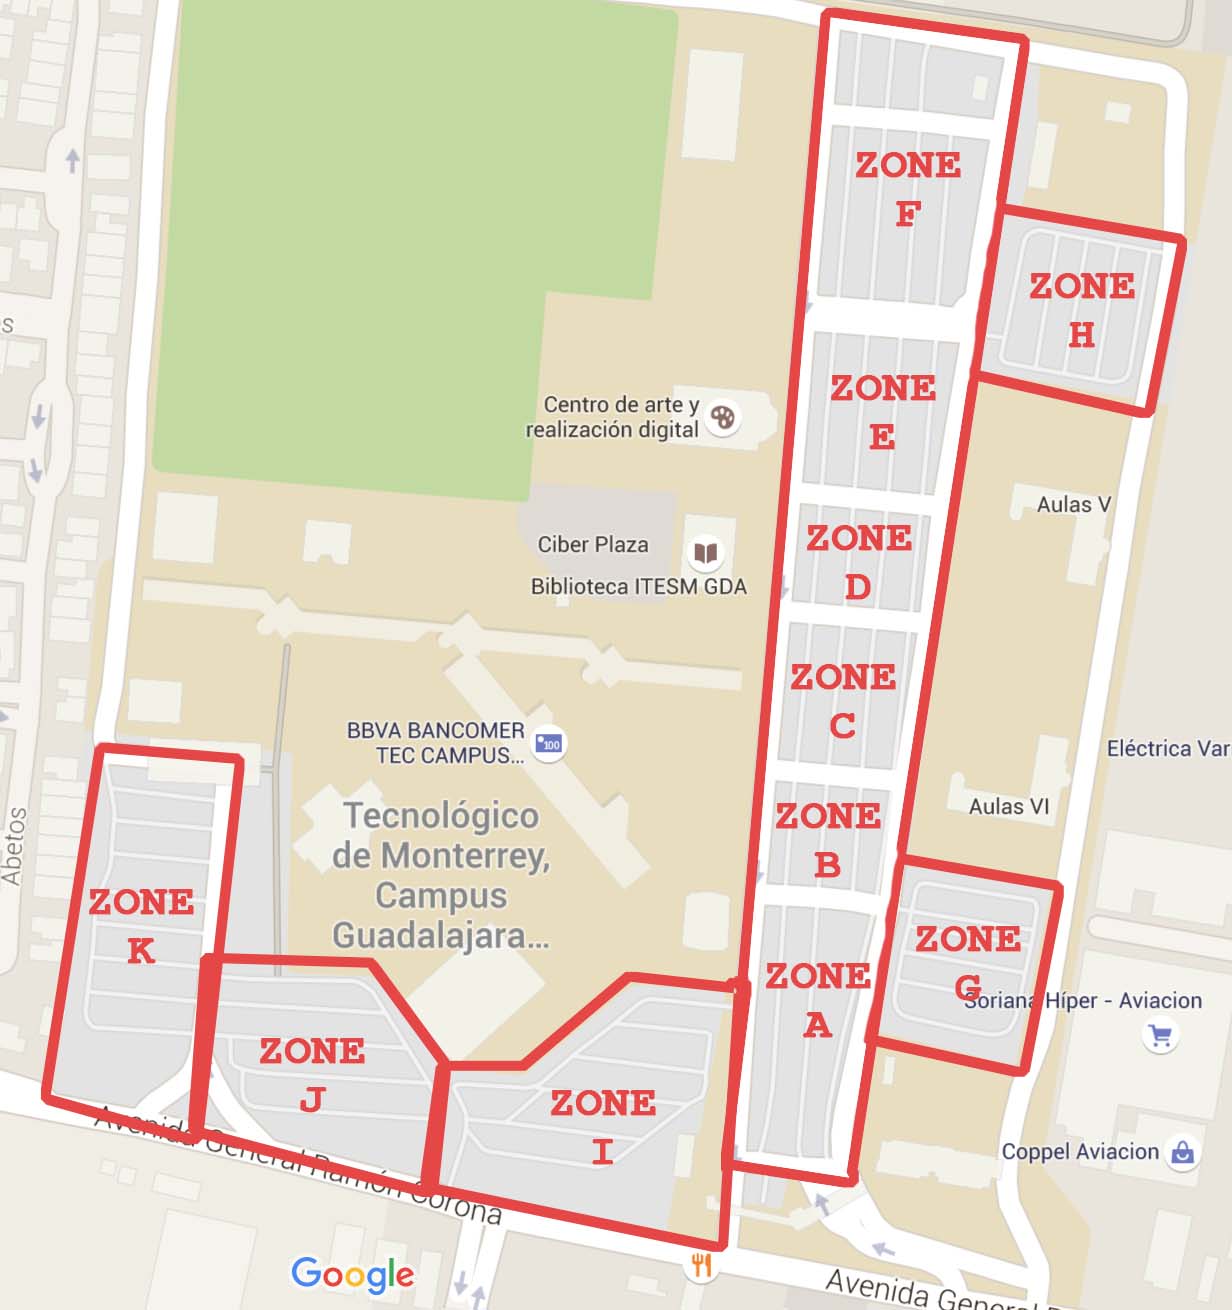 ZONE
F
ZONE
H
os
Centro de arte y
realización digital
ZONE
E
Aulas V
Ciber Plaza
Biblioteca ITESM GDA
ZONE
D
ZONE
C
BBVA BANCOMER
TEC CAMPUS...
100
Eléctrica Var
Aulas VI
Tecnológico
de Monterrey,
Campus
Guadalajara...
ZONE
B
Abetos
ZONE
K
ZONE
A
ZONE
G
Soriana Híper - Aviacion
ZONE
J
ZONE
I
Avenida General Ramón Corona
Coppel Aviacion
Google
Avenida General